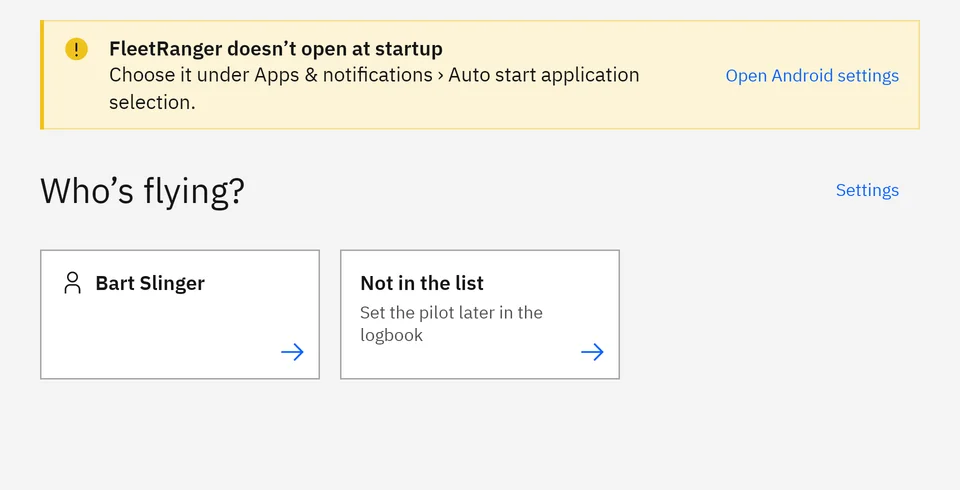 FleetRanger doesn’t open at startup
Choose it under Apps & notifications › Auto start application
selection.
Open Android settings
Who’s flying?
Settings
Bart Slinger
Not in the list
Set the pilot later in the
logbook